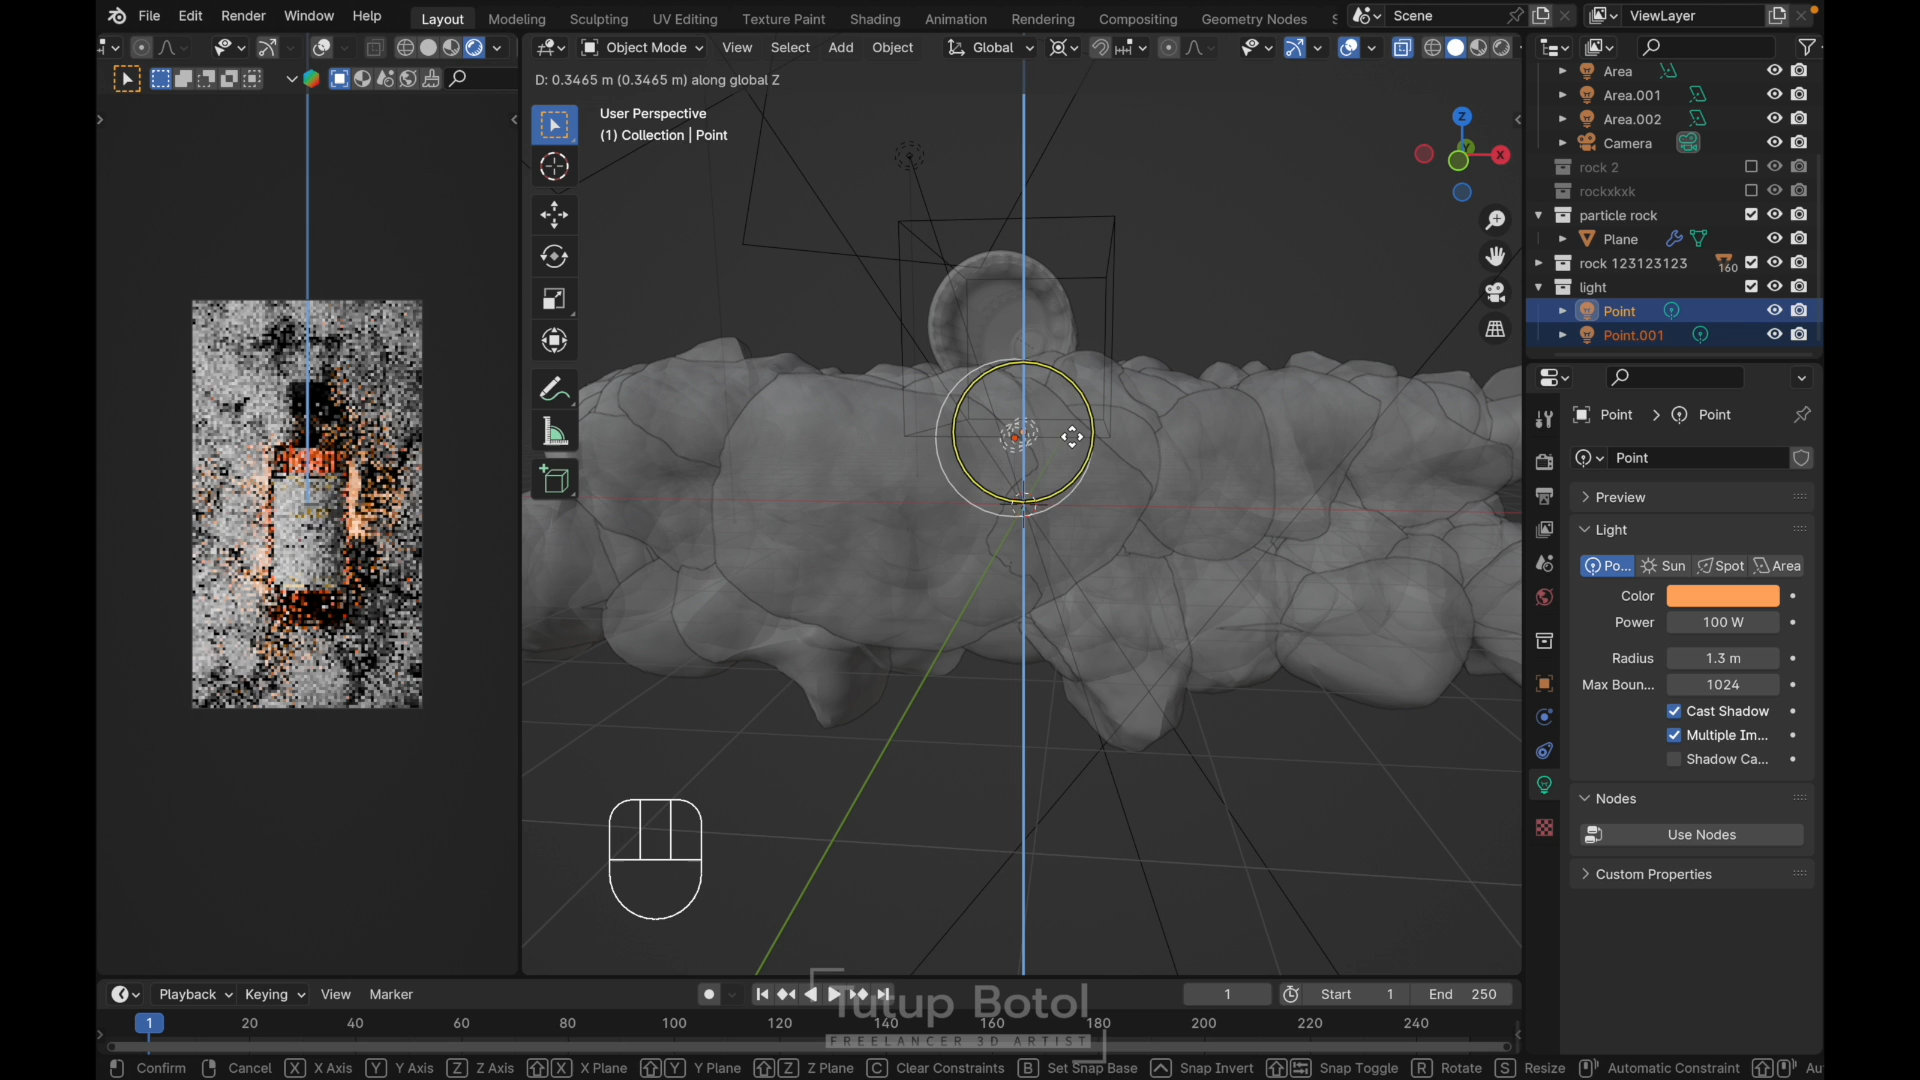 File Edit Render Window Help Layout Modeling Sculpting UV Editing Texture Paint Shading Animation Rendering Compositing Geometry Nodes Scene ViewLayer
Object Mode View Select Add Object Global
D: 0.3465 m (0.3465 m) along global Z
User Perspective
(1) Collection | Point
Z
Y
X
Area
Area.001
Area.002
Camera
rock 2
rockxkxk
particle rock
Plane
rock 123123123 160
light
Point
Point.001
Point Point
Point
Preview
Light
Po... Sun Spot Area
Color
Power 100 W
Radius 1.3 m
Max Boun... 1024
Cast Shadow
Multiple Im...
Shadow Ca...
Nodes
Use Nodes
Custom Properties
Playback Keying View Marker 1 Start 1 End 250
1 20 40 60 80 100 120 140 160 180 200 220 240
Tutup Botol
FREELANCER 3D ARTIST
Confirm Cancel X X Axis Y Y Axis Z Z Axis X X Plane Y Y Plane Z Z Plane C Clear Constraints B Set Snap Base Snap Invert Snap Toggle R Rotate S Resize Automatic Constraint Au